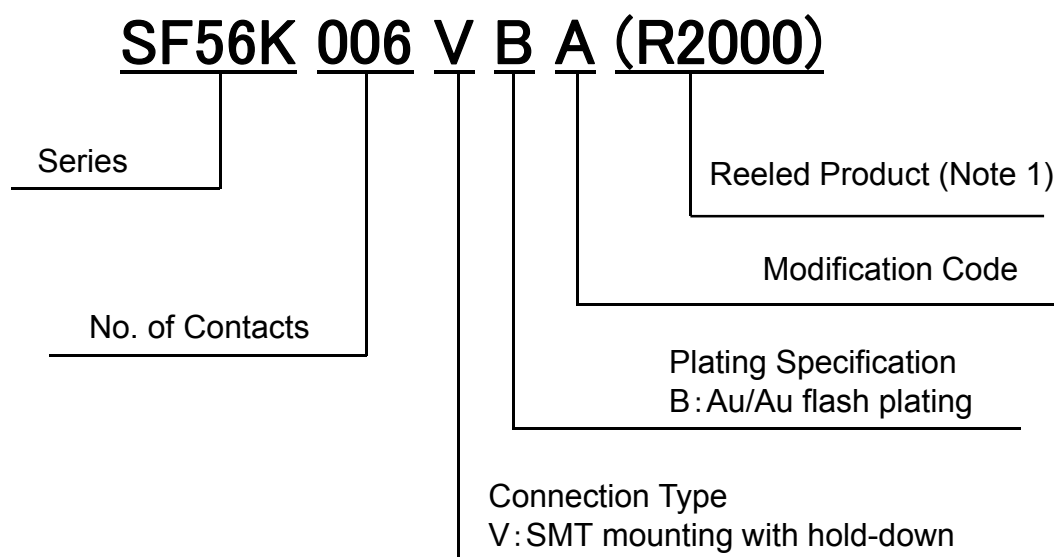 SF56K 006 V B A (R2000)
Series
Reeled Product (Note 1)
Modification Code
No. of Contacts
Plating Specification
B:Au/Au flash plating
Connection Type
V:SMT mounting with hold-down